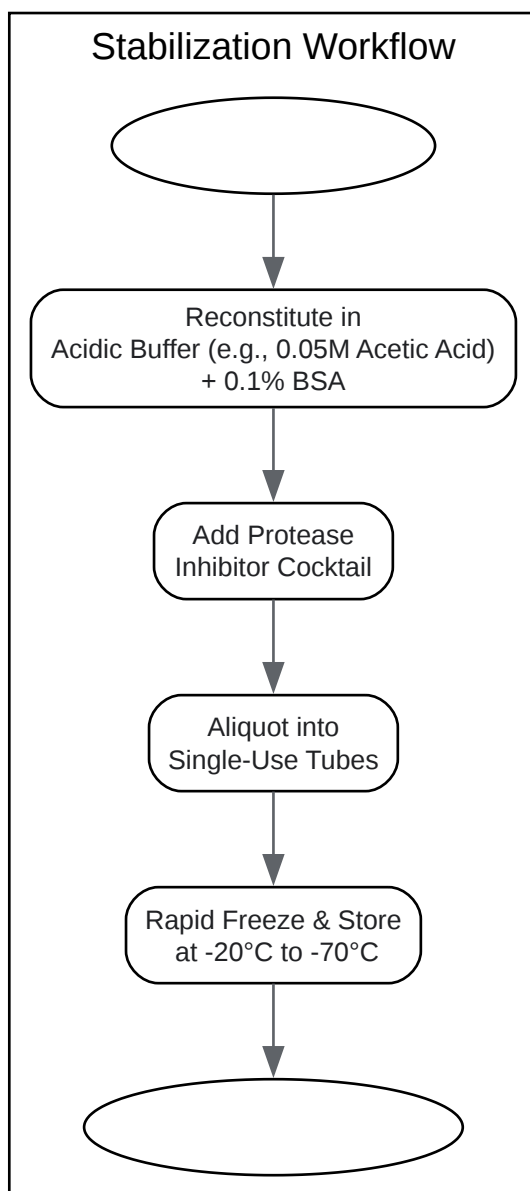 Stabilization Workflow
Reconstitute in
Acidic Buffer (e.g., 0.05M Acetic Acid)
+ 0.1% BSA
Add Protease
Inhibitor Cocktail
Aliquot into
Single-Use Tubes
Rapid Freeze & Store
at -20°C to -70°C